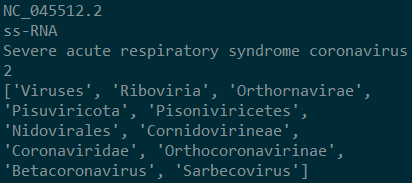 NC_045512.2
ss-RNA
Severe acute respiratory syndrome coronavirus
2
['Viruses', 'Riboviria', 'Orthornavirae',
'Pisuviricota', 'Pisoniviricetes',
'Nidovirales', 'Cornidovirineae',
'Coronaviridae', 'Orthocoronavirinae',
'Betacoronavirus', 'Sarbecovirus']